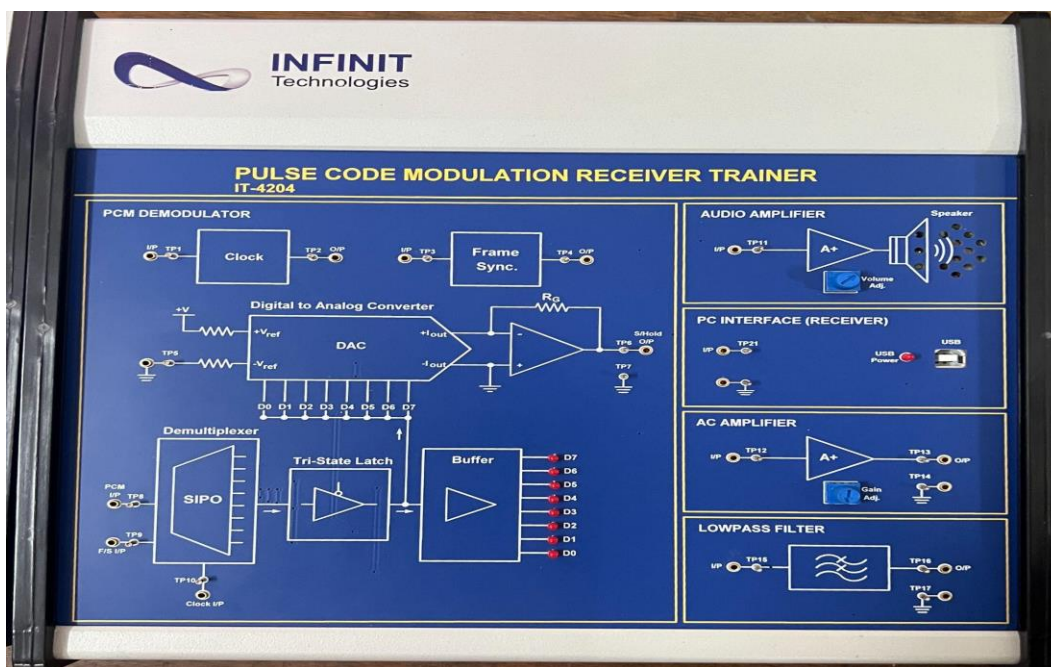 INFINIT
Technologies
PULSE CODE MODULATION RECEIVER TRAINER
IT-4204
PCM DEMODULATOR
I/P TP1 Clock TP2 O/P
I/P TP3 Frame Sync. TP4 O/P
Digital to Analog Converter
+V
+Vref
DAC
+Iout
RG
-
S/Hold
TP6 O/P
TP5
-Vref
-Iout
+
TP7
D0 D1 D2 D3 D4 D5 D6 D7
Demultiplexer
SIPO
PCM
I/P TP8
F/S I/P TP9
TP10
Clock I/P
Tri-State Latch
Buffer
D7
D6
D5
D4
D3
D2
D1
D0
AUDIO AMPLIFIER
Speaker
I/P TP11 A+
Volume
Adj.
PC INTERFACE (RECEIVER)
I/P TP21
USB
Power
USB
AC AMPLIFIER
I/P TP12 A+ TP13 O/P
TP14
Gain
Adj.
LOWPASS FILTER
I/P TP15 TP16 O/P
TP17